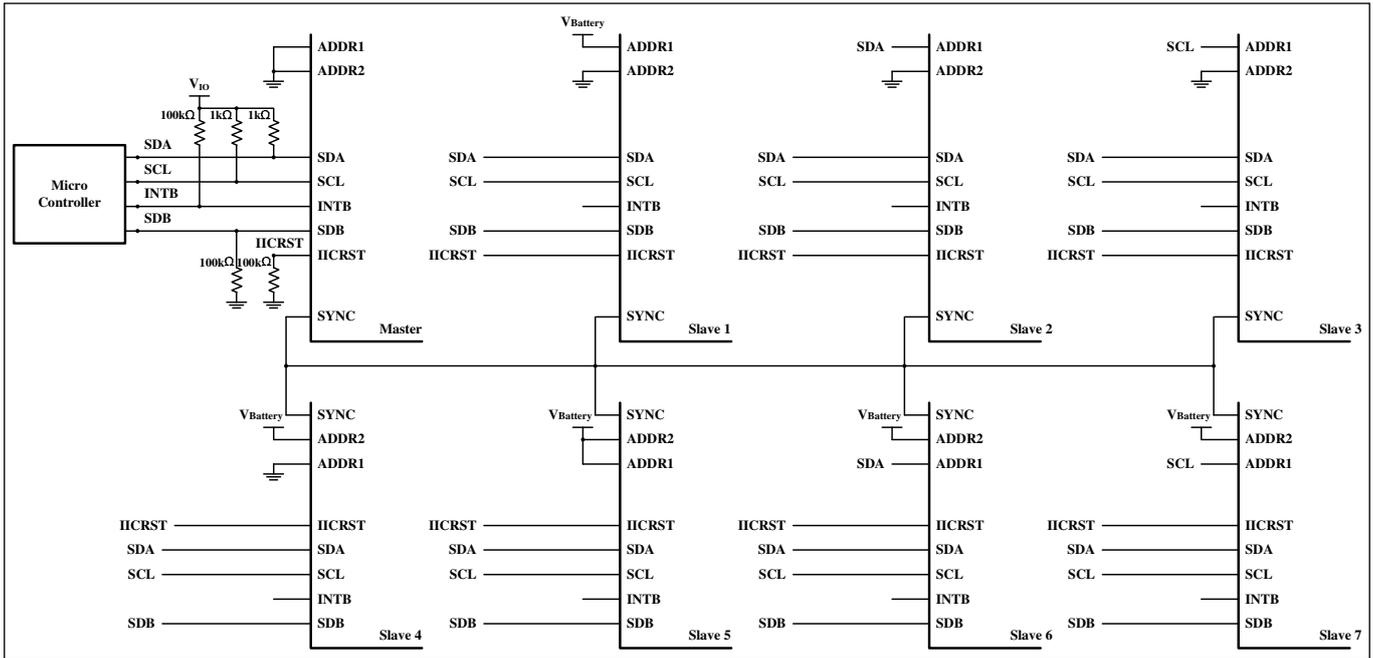 VBattery
ADDR1
ADDR2
ADDR1
ADDR2
SDA
ADDR1
ADDR2
SCL
ADDR1
ADDR2
VIO
100kΩ
1kΩ
1kΩ
Micro
Controller
SDA
SCL
INTB
SDB
SDA
SCL
INTB
SDB
IICRST
IICRST
100kΩ
100kΩ
SYNC
Master
SDA
SCL
SDB
IICRST
SDA
SCL
INTB
SDB
IICRST
SYNC
Slave 1
SDA
SCL
SDB
IICRST
SDA
SCL
INTB
SDB
IICRST
SYNC
Slave 2
SDA
SCL
SDB
IICRST
SDA
SCL
INTB
SDB
IICRST
SYNC
Slave 3
VBattery
SYNC
ADDR2
ADDR1
IICRST
SDA
SCL
SDB
IICRST
SDA
SCL
INTB
SDB
Slave 4
VBattery
SYNC
ADDR2
ADDR1
IICRST
SDA
SCL
SDB
IICRST
SDA
SCL
INTB
SDB
Slave 5
VBattery
SYNC
ADDR2
SDA
ADDR1
IICRST
SDA
SCL
SDB
IICRST
SDA
SCL
INTB
SDB
Slave 6
VBattery
SYNC
ADDR2
SCL
ADDR1
IICRST
SDA
SCL
SDB
IICRST
SDA
SCL
INTB
SDB
Slave 7